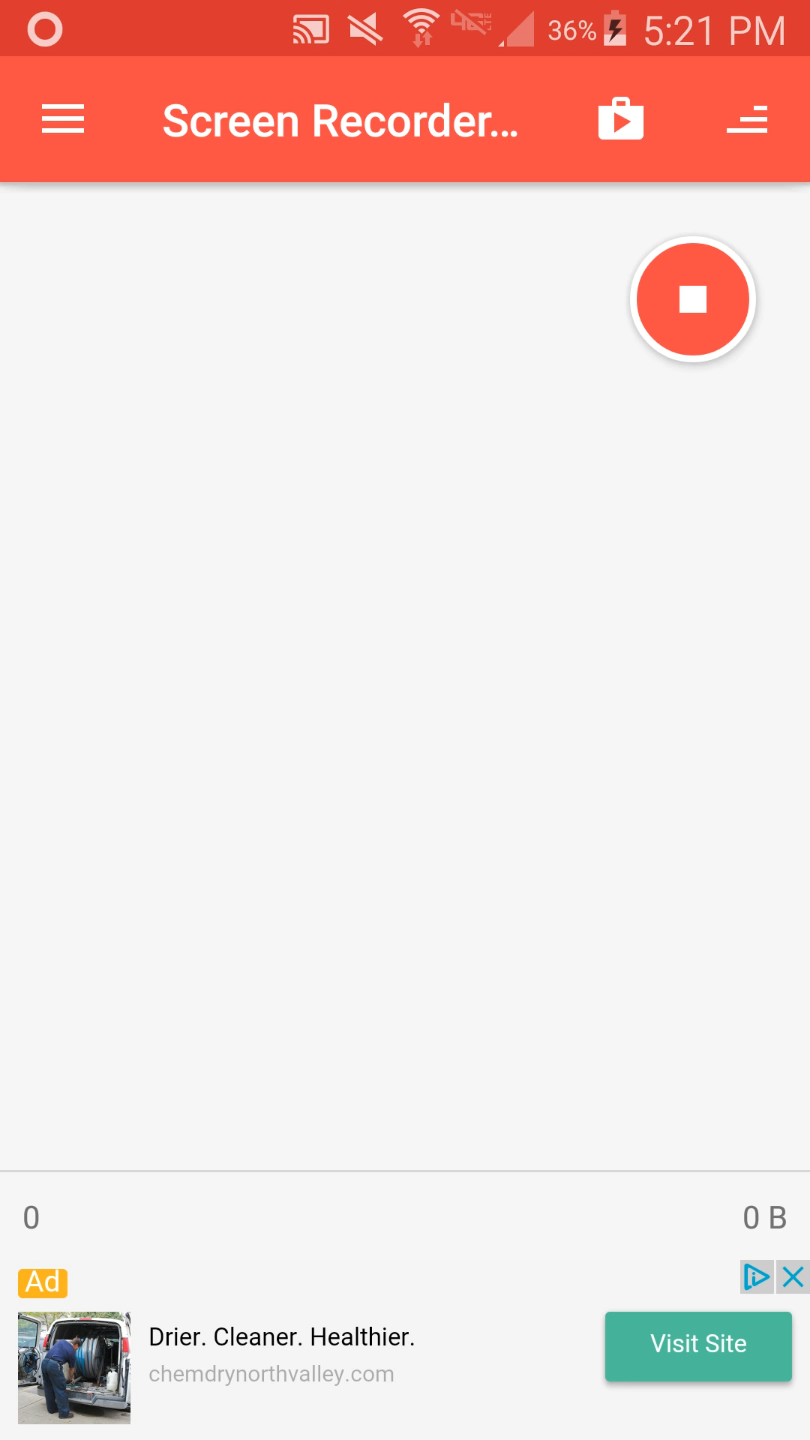 36% 5:21 PM
Screen Recorder...
0 0 B
Ad
Drier. Cleaner. Healthier.
chemdrynorthvalley.com
Visit Site